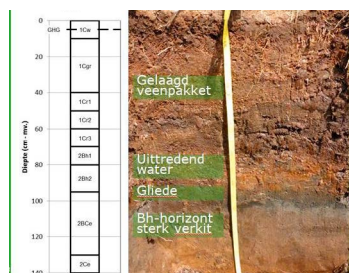 0
GHG
1Cw
20
1Cgr
40
1Cr1
1Cr2
60
1Cr3
1Bh1
80
2Bh2
100
2BCe
120
2Ce
140
Diepte (cm - mv.)
Gelaagd
veenpakket
Uittredend
water
Gliede
Bh-horizont
sterk verkit